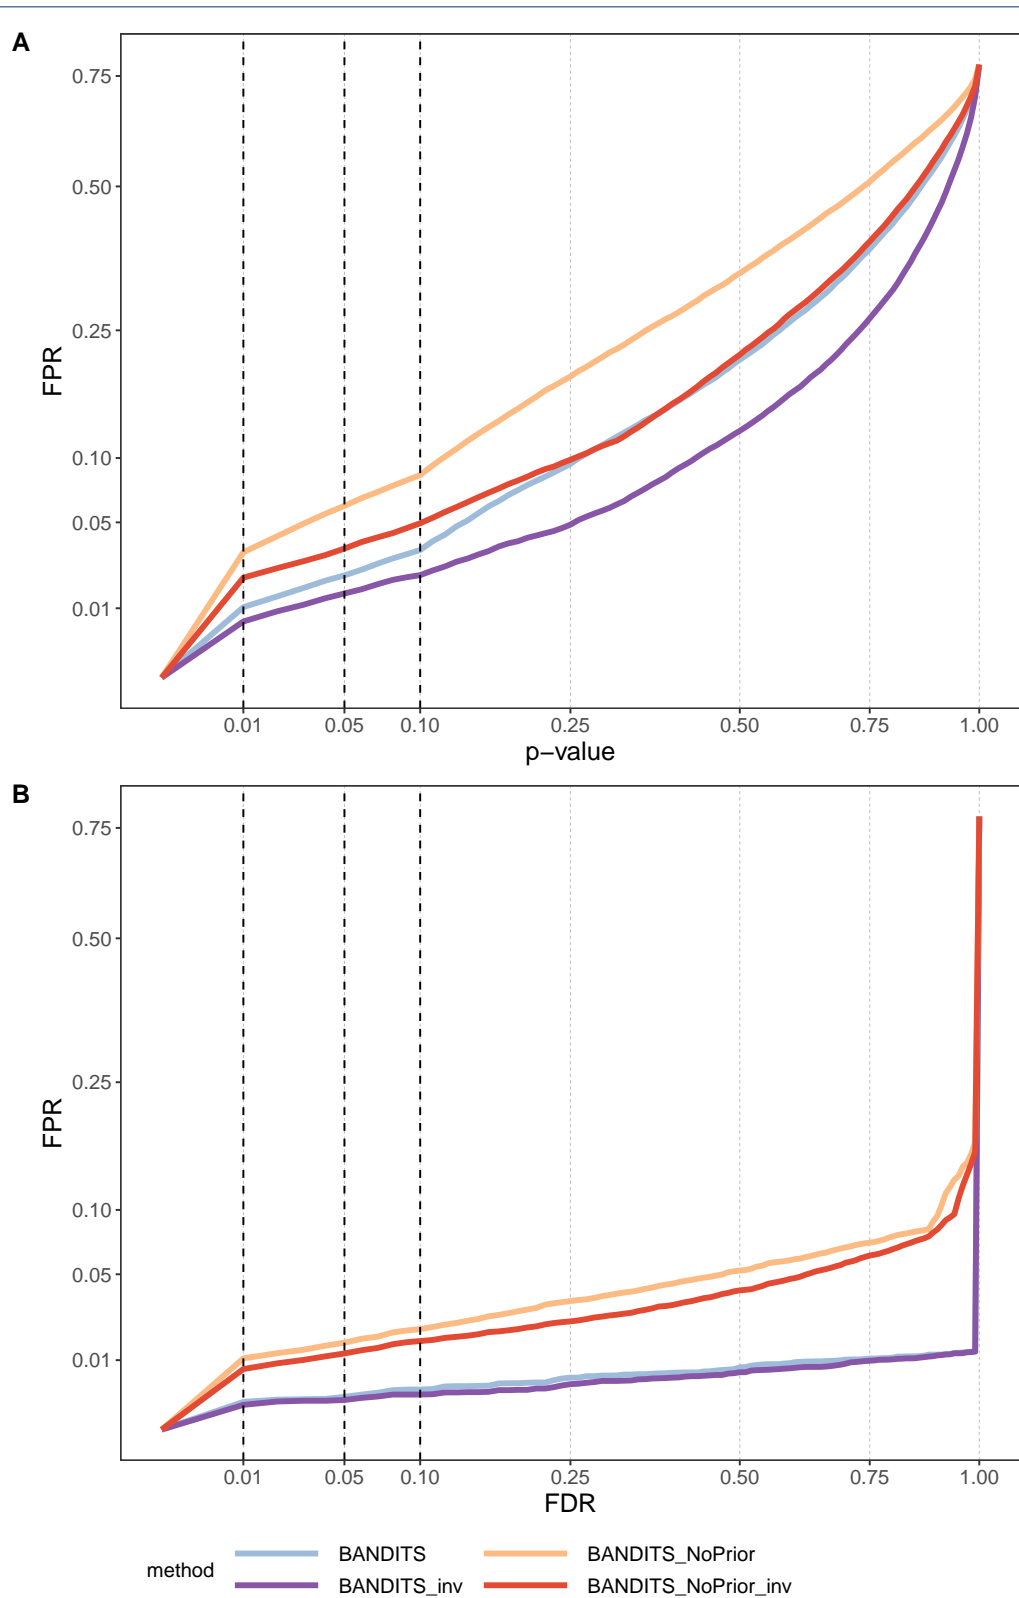 A
0.75
0.50
0.25
0.10
0.05
0.01
FPR
0.01 0.05 0.10 0.25 0.50 0.75 1.00
p−value
B
0.75
0.50
0.25
0.10
0.05
0.01
FPR
0.01 0.05 0.10 0.25 0.50 0.75 1.00
FDR
method
BANDITS BANDITS_NoPrior
BANDITS_inv BANDITS_NoPrior_inv